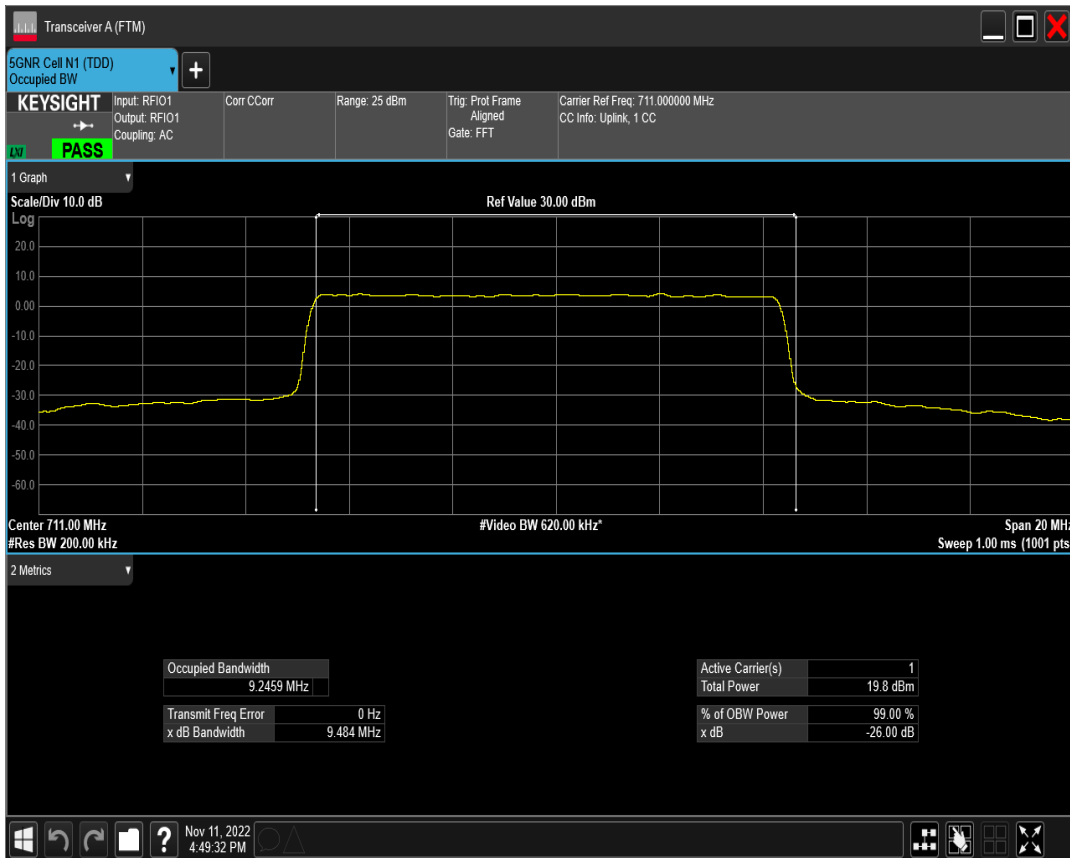 Transceiver A (FTM)
5GNR Cell N1 (TDD)
Occupied BW
+
KEYSIGHT
LXI
PASS
Input: RFIO1
Output: RFIO1
Coupling: AC
Corr CCorr
Range: 25 dBm
Trig: Prot Frame
Aligned
Gate: FFT
Carrier Ref Freq: 711.000000 MHz
CC Info: Uplink, 1 CC
1 Graph
Scale/Div 10.0 dB
Ref Value 30.00 dBm
Log
20.0
10.0
0.00
-10.0
-20.0
-30.0
-40.0
-50.0
-60.0
Center 711.00 MHz
#Video BW 620.00 kHz*
Span 20 MHz
#Res BW 200.00 kHz
Sweep 1.00 ms (1001 pts
2 Metrics
Occupied Bandwidth
9.2459 MHz
Transmit Freq Error 0 Hz
x dB Bandwidth 9.484 MHz
Active Carrier(s) 1
Total Power 19.8 dBm
% of OBW Power 99.00 %
x dB -26.00 dB
?
Nov 11, 2022
4:49:32 PM